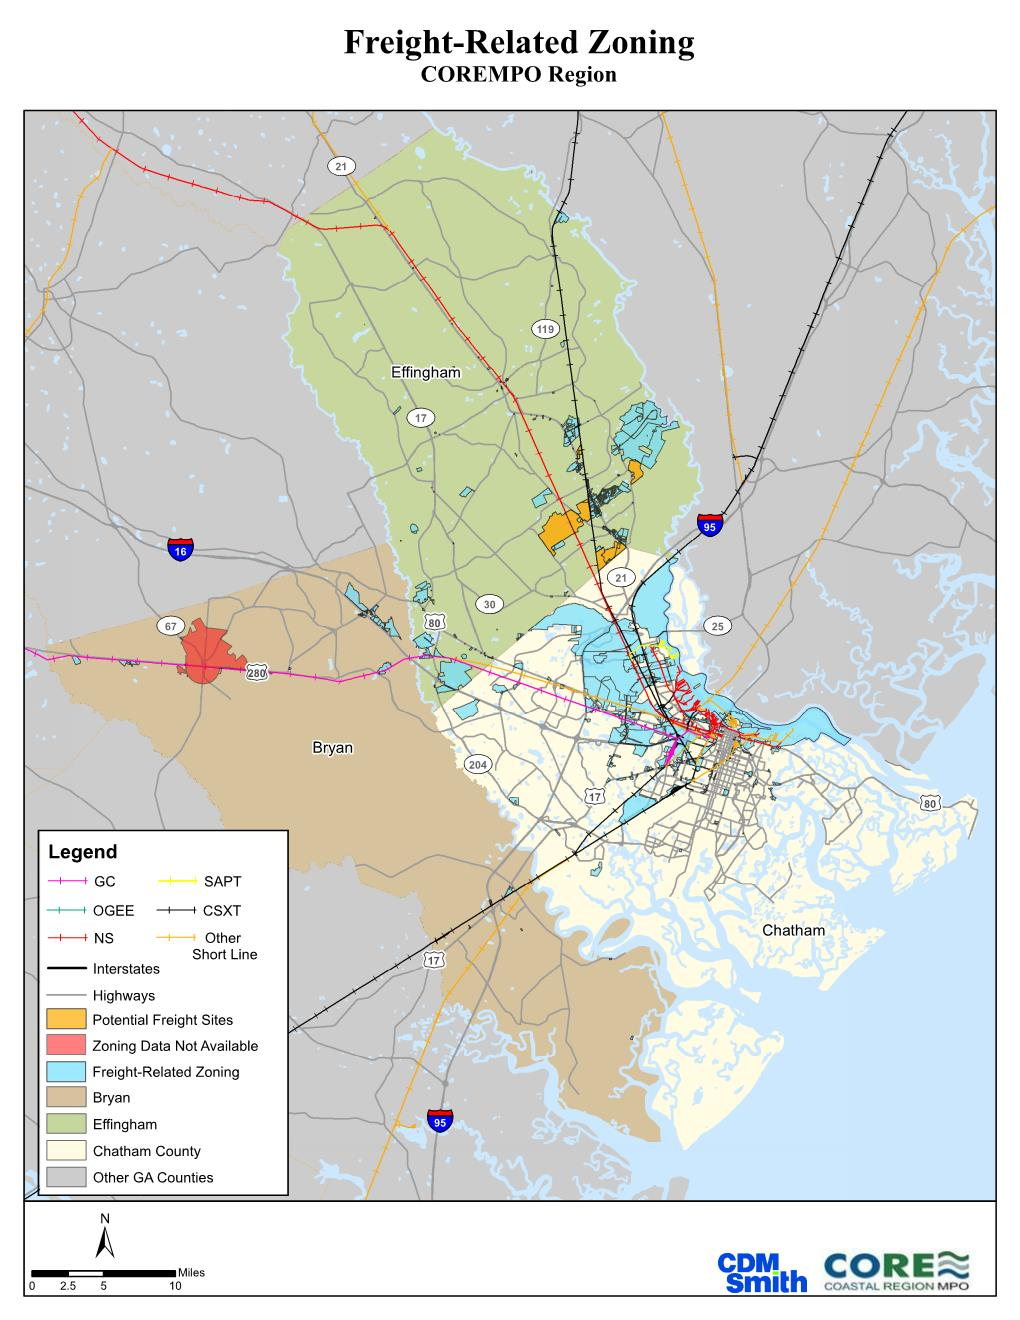 Freight-Related Zoning
COREMPO Region
21
119
Effingham
17
95
16
21
30
80
67
25
280
Bryan
204
17
80
Chatham
17
95
Legend
GC SAPT
OGEE CSXT
NS Other
Short Line
Interstates
Highways
Potential Freight Sites
Zoning Data Not Available
Freight-Related Zoning
Bryan
Effingham
Chatham County
Other GA Counties
N
Miles
0 2.5 5 10
CDM
Smith
CORE
COASTAL REGION MPO